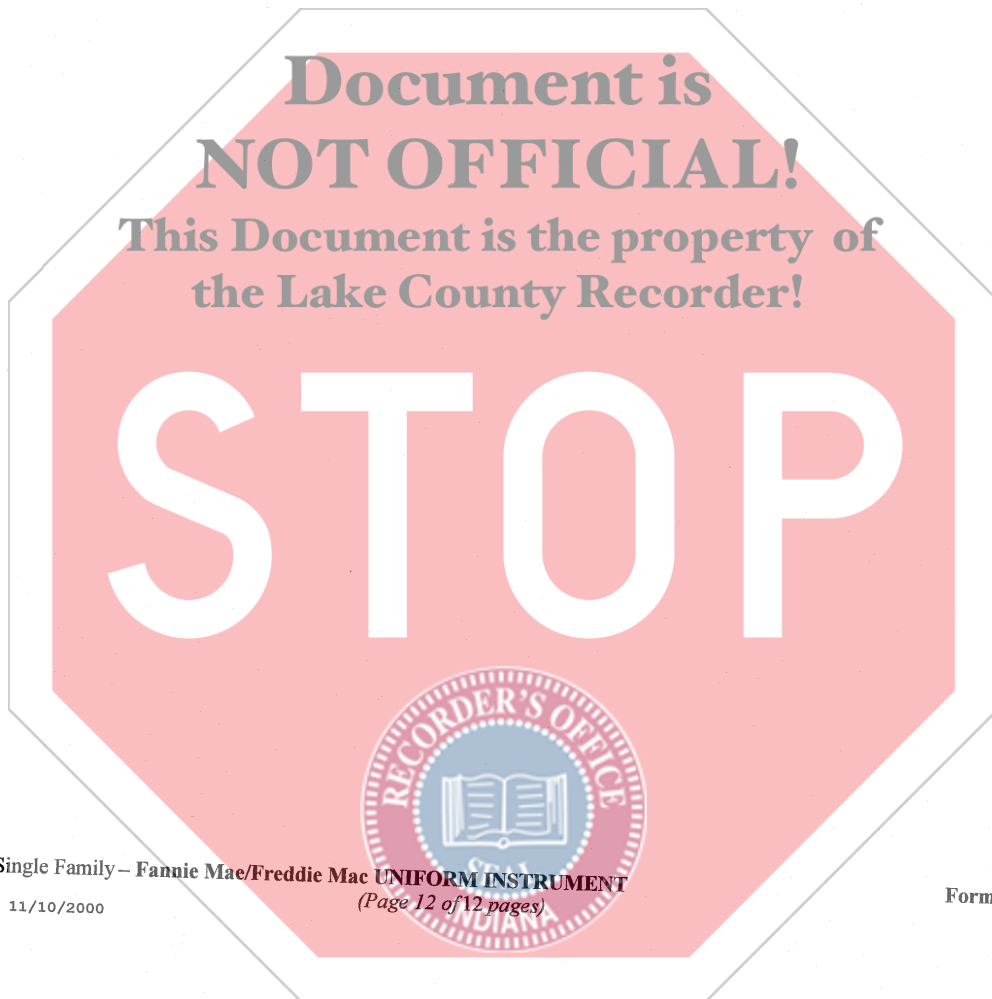 Document is
NOT OFFICIAL!
This Document is the property of
the Lake County Recorder!
STOP
RECORDER'S OFFICE
SEAL
INDIANA
Single Family – Fannie Mae/Freddie Mac UNIFORM INSTRUMENT
(Page 12 of 12 pages)
Form
11/10/2000